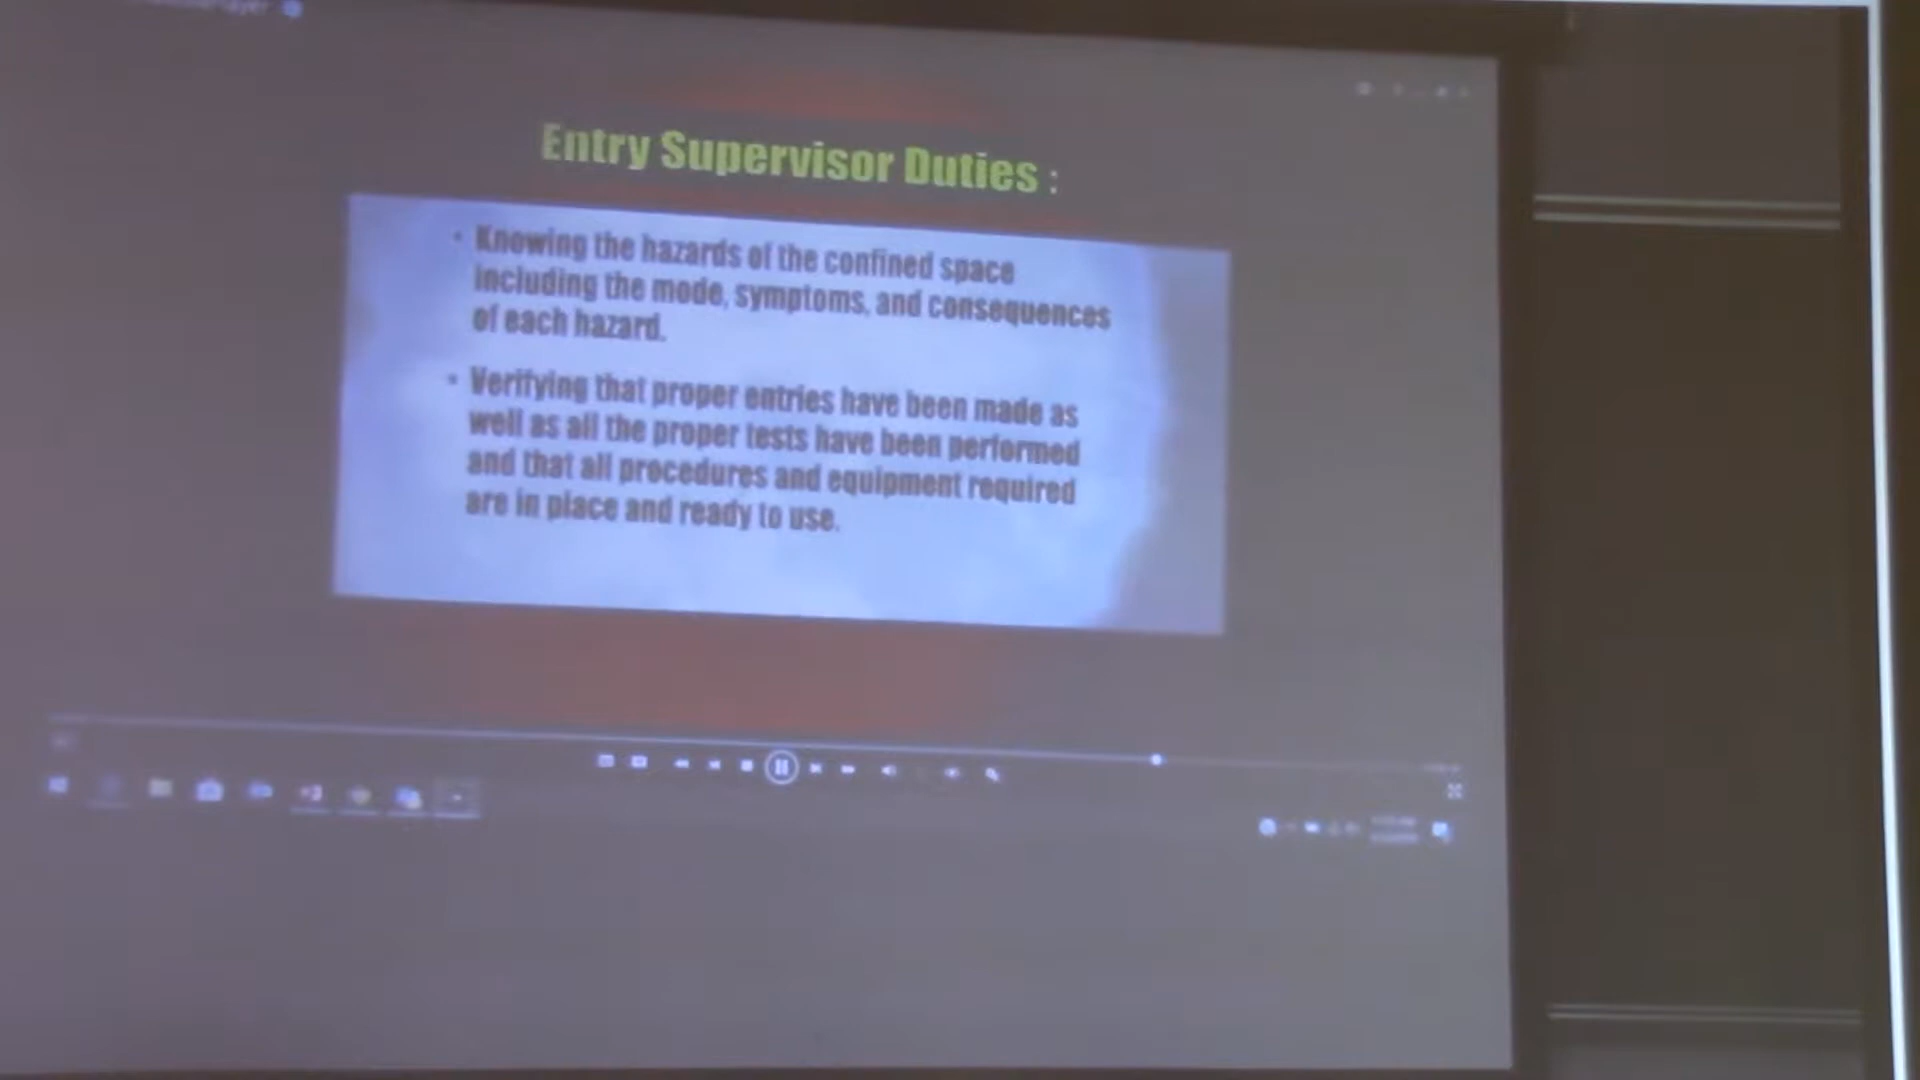 Entry Supervisor Duties :
• Knowing the hazards of the confined space
including the mode, symptoms, and consequences
of each hazard.
• Verifying that proper entries have been made as
well as all the proper tests have been performed
and that all procedures and equipment required
are in place and ready to use.